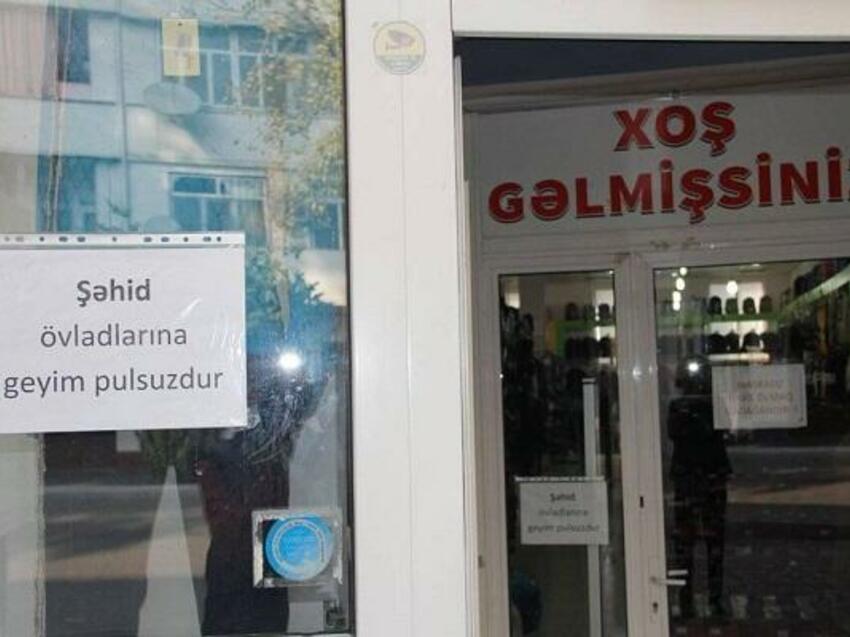 Şəhid
övladlarına
geyim pulsuzdur
XOŞ
GƏLMİŞSİNİZ
Şəhid
övladlarına
geyim pulsuzdur